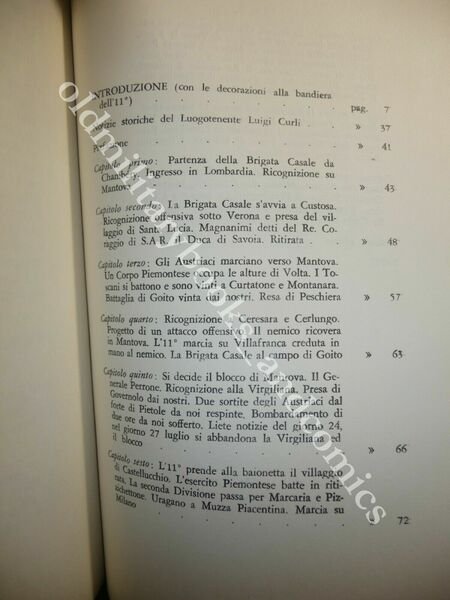 INTRODUZIONE (con le decorazioni alla bandiera
dell'11°) . . . . . . . pag. 7
Notizie storiche del Luogotenente Luigi Curli . . » 37
Prefazione . . . . . . . » 41
Capitolo primo: Partenza della Brigata Casale da
Chambery. Ingresso in Lombardia. Ricognizione su
Mantova . . . . . . . » 43
Capitolo secondo: La Brigata Casale s'avvia a Custosa.
Ricognizione offensiva sotto Verona e presa del vil-
laggio di Santa Lucia. Magnanimi detti del Re. Co-
raggio di S.A.R. il Duca di Savoia. Ritirata . . » 48
Capitolo terzo: Gli Austriaci marciano verso Mantova.
Un Corpo Piemontese occupa le alture di Volta. I To-
scani si battono e sono vinti a Curtatone e Montanara.
Battaglia di Goito vinta dai nostri. Resa di Peschiera » 57
Capitolo quarto: Ricognizione a Ceresara e Cerlungo.
Progetto di un attacco offensivo. Il nemico ricovera
in Mantova. L'11° marcia su Villafranca creduta in
mano al nemico. La Brigata Casale al campo di Goito » 63
Capitolo quinto: Si decide il blocco di Mantova. Il Ge-
nerale Perrone. Ricognizione alla Virgiliana. Presa di
Governolo dai nostri. Due sortite degli Austriaci dal
forte di Pietole da noi respinte. Bombardamento di
due ore da noi sofferto. Liete notizie del giorno 24,
nel giorno 27 luglio si abbandona la Virgiliana ed
il blocco . . . . . . . » 66
Capitolo sesto: L'11° prende alla baionetta il villaggio
di Castellucchio. L'esercito Piemontese batte in riti-
rata. La seconda Divisione passa per Marcaria e Piz-
zichettone. Uragano a Muzza Piacentina. Marcia su
Milano . . . . . . . » 72
oldmilitarybooks_and_comics